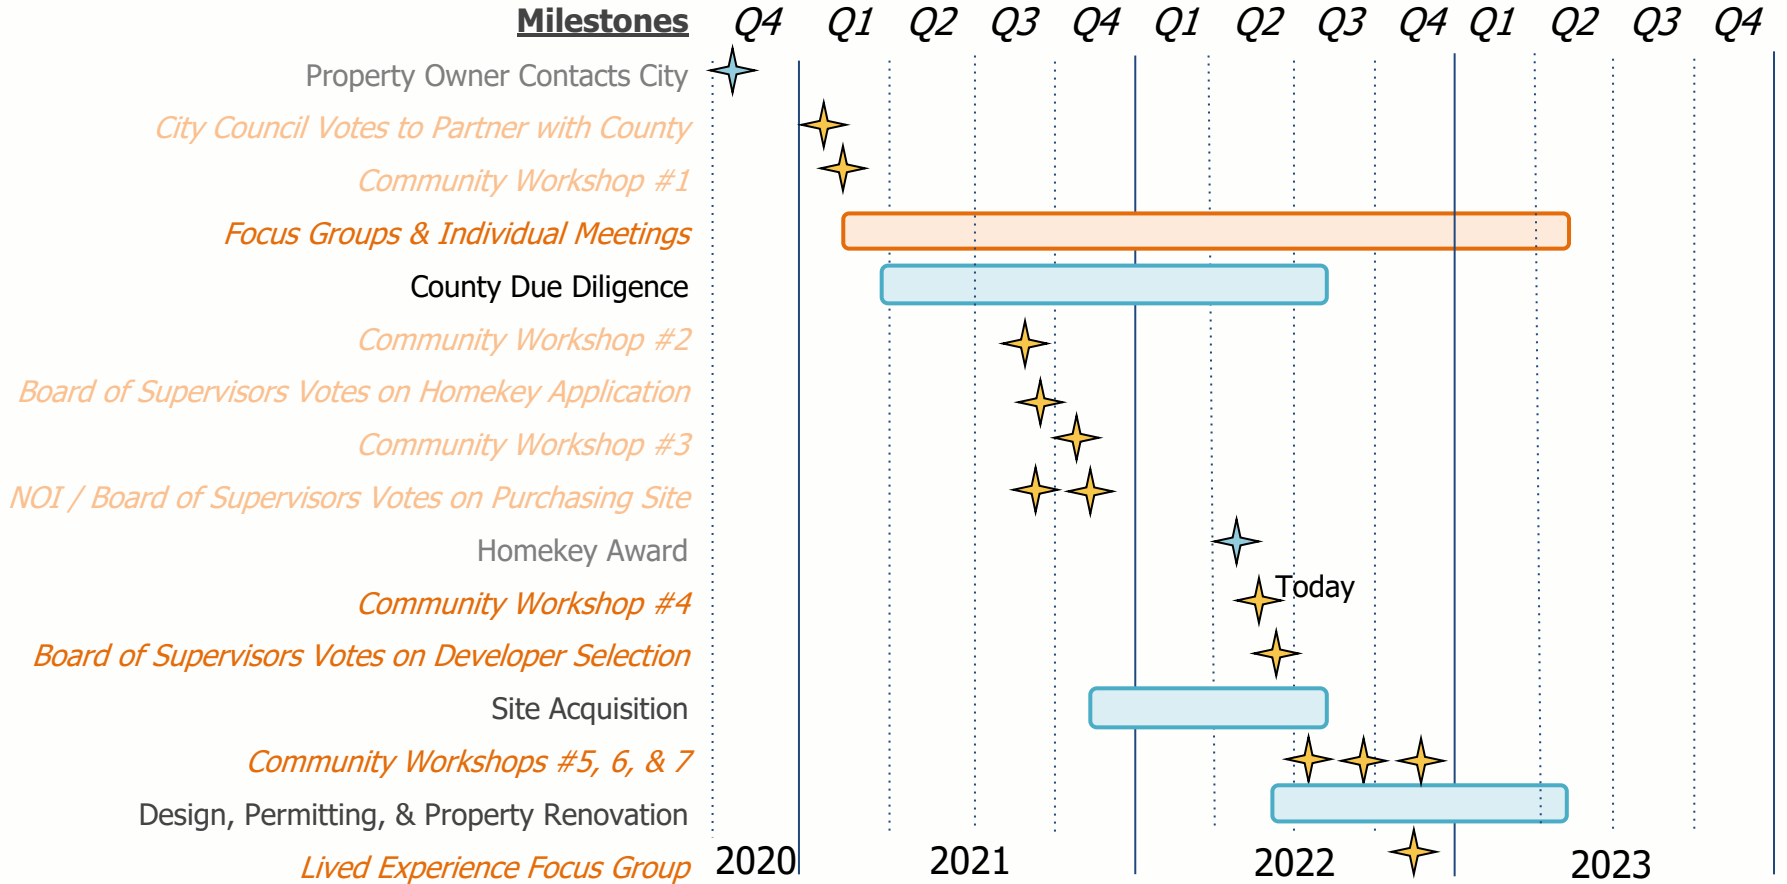 Milestones Q4 Q1 Q2 Q3 Q4 Q1 Q2 Q3 Q4 Q1 Q2 Q3 Q4
Property Owner Contacts City
City Council Votes to Partner with County
Community Workshop #1
Focus Groups & Individual Meetings
County Due Diligence
Community Workshop #2
Board of Supervisors Votes on Homekey Application
Community Workshop #3
NOI / Board of Supervisors Votes on Purchasing Site
Homekey Award
Community Workshop #4 Today
Board of Supervisors Votes on Developer Selection
Site Acquisition
Community Workshops #5, 6, & 7
Design, Permitting, & Property Renovation
Lived Experience Focus Group 2020 2021 2022 2023